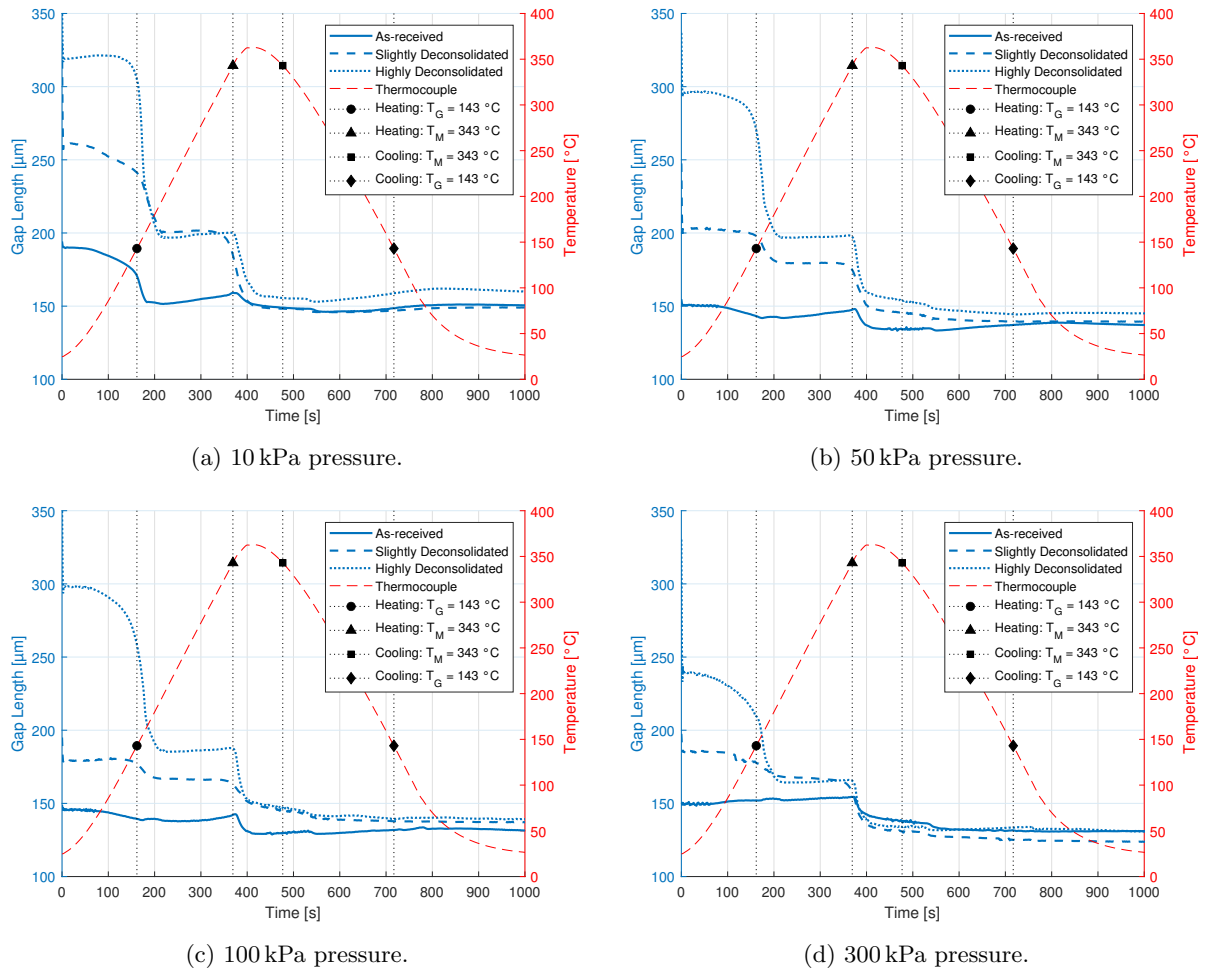 350
300
250
200
150
100
Gap Length [µm]
400
350
300
250
200
150
100
50
0
Temperature [°C]
As-received
Slightly Deconsolidated
Highly Deconsolidated
Thermocouple
Heating: T_G = 143 °C
Heating: T_M = 343 °C
Cooling: T_M = 343 °C
Cooling: T_G = 143 °C
0 100 200 300 400 500 600 700 800 900 1000
Time [s]
(a) 10 kPa pressure.
350
300
250
200
150
100
Gap Length [µm]
400
350
300
250
200
150
100
50
0
Temperature [°C]
As-received
Slightly Deconsolidated
Highly Deconsolidated
Thermocouple
Heating: T_G = 143 °C
Heating: T_M = 343 °C
Cooling: T_M = 343 °C
Cooling: T_G = 143 °C
0 100 200 300 400 500 600 700 800 900 1000
Time [s]
(b) 50 kPa pressure.
350
300
250
200
150
100
Gap Length [µm]
400
350
300
250
200
150
100
50
0
Temperature [°C]
As-received
Slightly Deconsolidated
Highly Deconsolidated
Thermocouple
Heating: T_G = 143 °C
Heating: T_M = 343 °C
Cooling: T_M = 343 °C
Cooling: T_G = 143 °C
0 100 200 300 400 500 600 700 800 900 1000
Time [s]
(c) 100 kPa pressure.
350
300
250
200
150
100
Gap Length [µm]
400
350
300
250
200
150
100
50
0
Temperature [°C]
As-received
Slightly Deconsolidated
Highly Deconsolidated
Thermocouple
Heating: T_G = 143 °C
Heating: T_M = 343 °C
Cooling: T_M = 343 °C
Cooling: T_G = 143 °C
0 100 200 300 400 500 600 700 800 900 1000
Time [s]
(d) 300 kPa pressure.